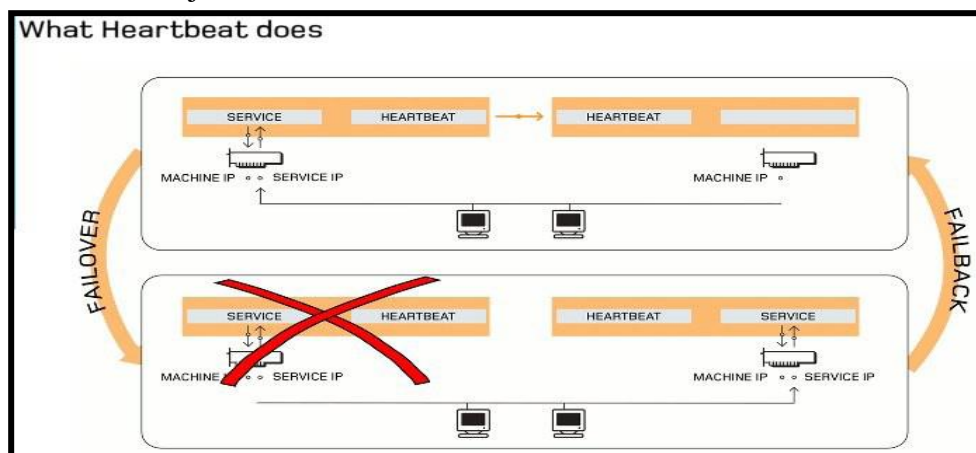 What Heartbeat does
SERVICE HEARTBEAT HEARTBEAT
MACHINE IP SERVICE IP MACHINE IP
FAILOVER
FAILBACK
SERVICE HEARTBEAT HEARTBEAT SERVICE
MACHINE SERVICE IP MACHINE IP SERVICE IP